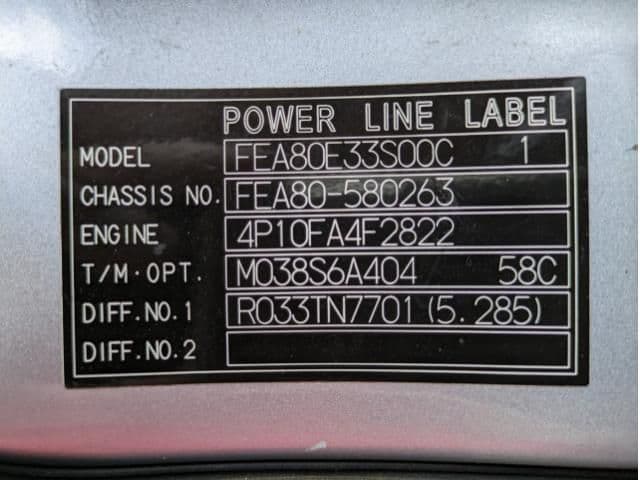 POWER LINE LABEL
MODEL FEA80E33S00C 1
CHASSIS NO. FEA80-580263
ENGINE 4P10FA4F2822
T/M·OPT. M038S6A404 58C
DIFF.NO.1 R033TN7701 (5.285)
DIFF.NO.2